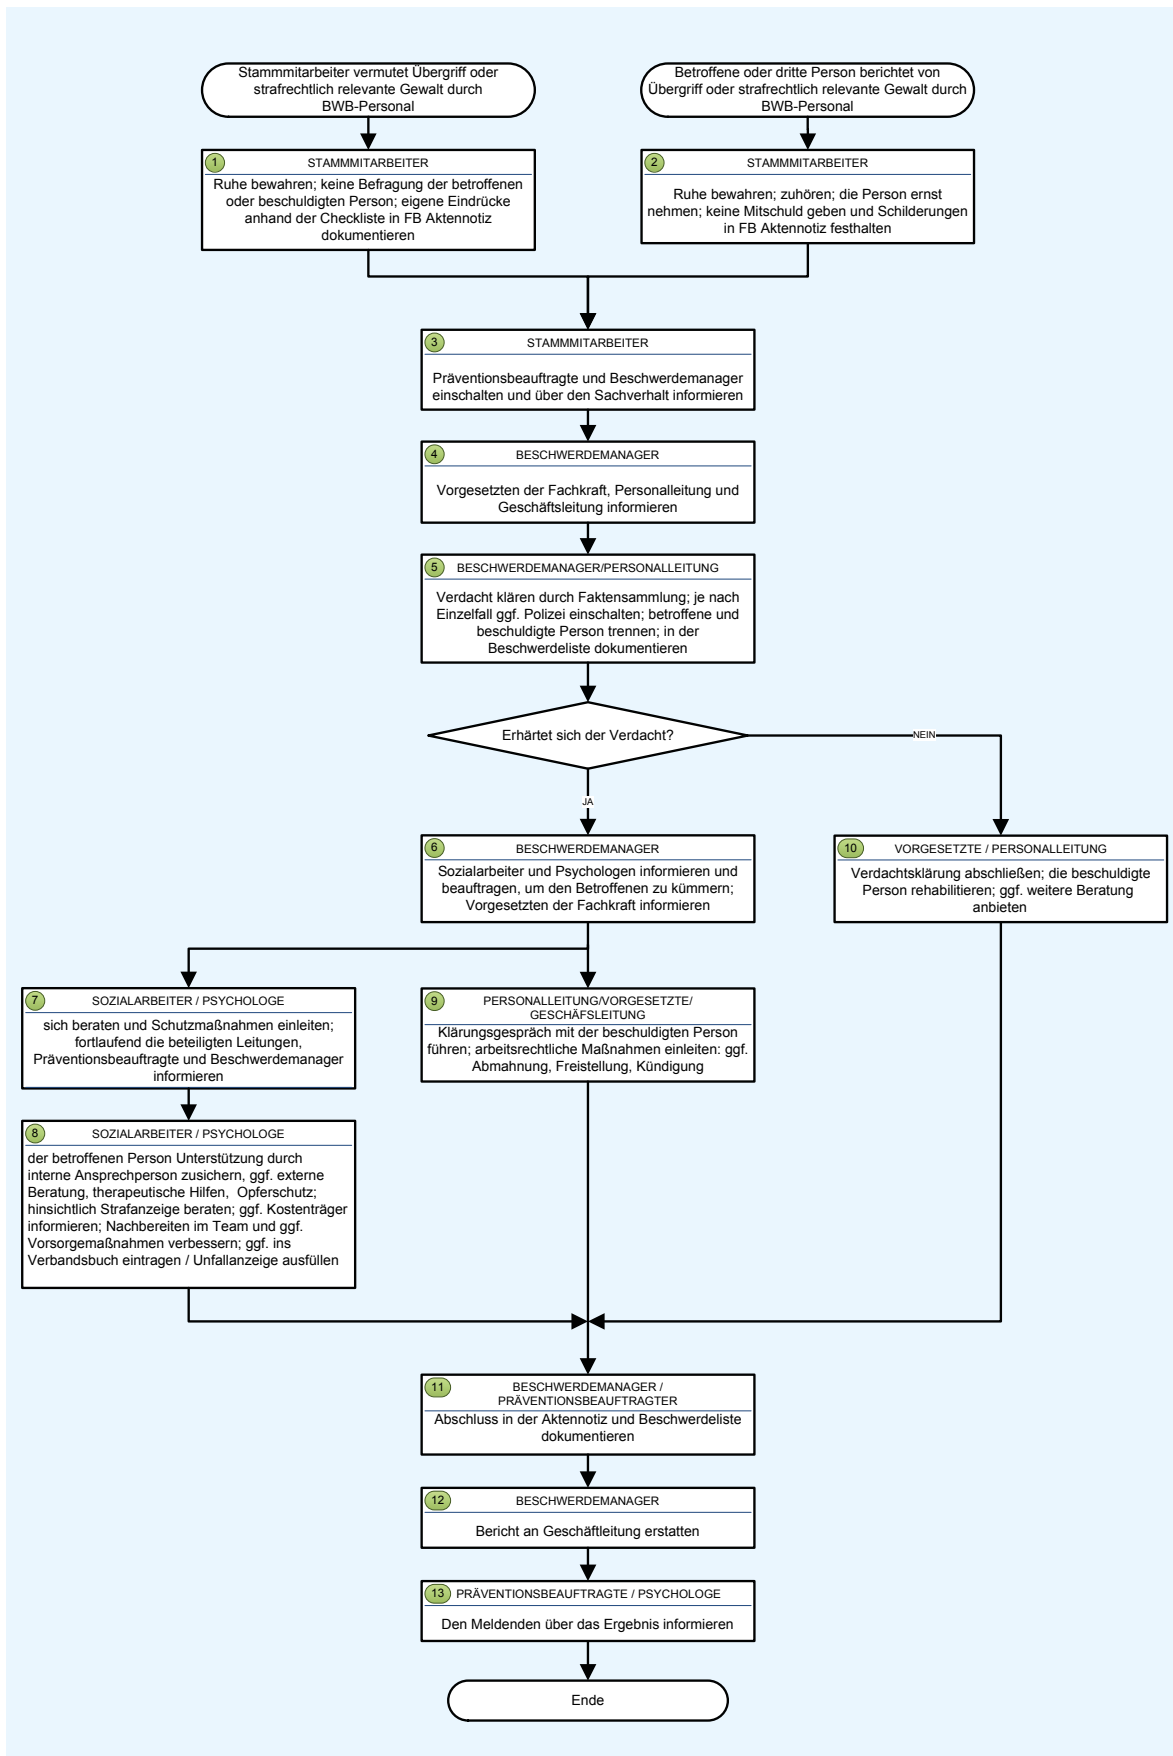 Stammmitarbeiter vermutet Übergriff oder
strafrechtlich relevante Gewalt durch
BWB-Personal
Betroffene oder dritte Person berichtet von
Übergriff oder strafrechtlich relevante Gewalt durch
BWB-Personal
1
STAMMMITARBEITER
Ruhe bewahren; keine Befragung der betroffenen
oder beschuldigten Person; eigene Eindrücke
anhand der Checkliste in FB Aktennotiz
dokumentieren
2
STAMMMITARBEITER
Ruhe bewahren; zuhören; die Person ernst
nehmen; keine Mitschuld geben und Schilderungen
in FB Aktennotiz festhalten
3
STAMMMITARBEITER
Präventionsbeauftragte und Beschwerdemanager
einschalten und über den Sachverhalt informieren
4
BESCHWERDEMANAGER
Vorgesetzten der Fachkraft, Personalleitung und
Geschäftsleitung informieren
5
BESCHWERDEMANAGER/PERSONALLEITUNG
Verdacht klären durch Faktensammlung; je nach
Einzelfall ggf. Polizei einschalten; betroffene und
beschuldigte Person trennen; in der
Beschwerdeliste dokumentieren
Erhärtet sich der Verdacht?
NEIN
JA
6
BESCHWERDEMANAGER
Sozialarbeiter und Psychologen informieren und
beauftragen, um den Betroffenen zu kümmern;
Vorgesetzten der Fachkraft informieren
10
VORGESETZTE / PERSONALLEITUNG
Verdachtsklärung abschließen; die beschuldigte
Person rehabilitieren; ggf. weitere Beratung
anbieten
7
SOZIALARBEITER / PSYCHOLOGE
sich beraten und Schutzmaßnahmen einleiten;
fortlaufend die beteiligten Leitungen,
Präventionsbeauftragte und Beschwerdemanager
informieren
9
PERSONALLEITUNG/VORGESETZTE/
GESCHÄFSLEITUNG
Klärungsgespräch mit der beschuldigten Person
führen; arbeitsrechtliche Maßnahmen einleiten: ggf.
Abmahnung, Freistellung, Kündigung
8
SOZIALARBEITER / PSYCHOLOGE
der betroffenen Person Unterstützung durch
interne Ansprechperson zusichern, ggf. externe
Beratung, therapeutische Hilfen, Opferschutz;
hinsichtlich Strafanzeige beraten; ggf. Kostenträger
informieren; Nachbereiten im Team und ggf.
Vorsorgemaßnahmen verbessern; ggf. ins
Verbandsbuch eintragen / Unfallanzeige ausfüllen
11
BESCHWERDEMANAGER /
PRÄVENTIONSBEAUFTRAGTER
Abschluss in der Aktennotiz und Beschwerdeliste
dokumentieren
12
BESCHWERDEMANAGER
Bericht an Geschäftleitung erstatten
13
PRÄVENTIONSBEAUFTRAGTE / PSYCHOLOGE
Den Meldenden über das Ergebnis informieren
Ende